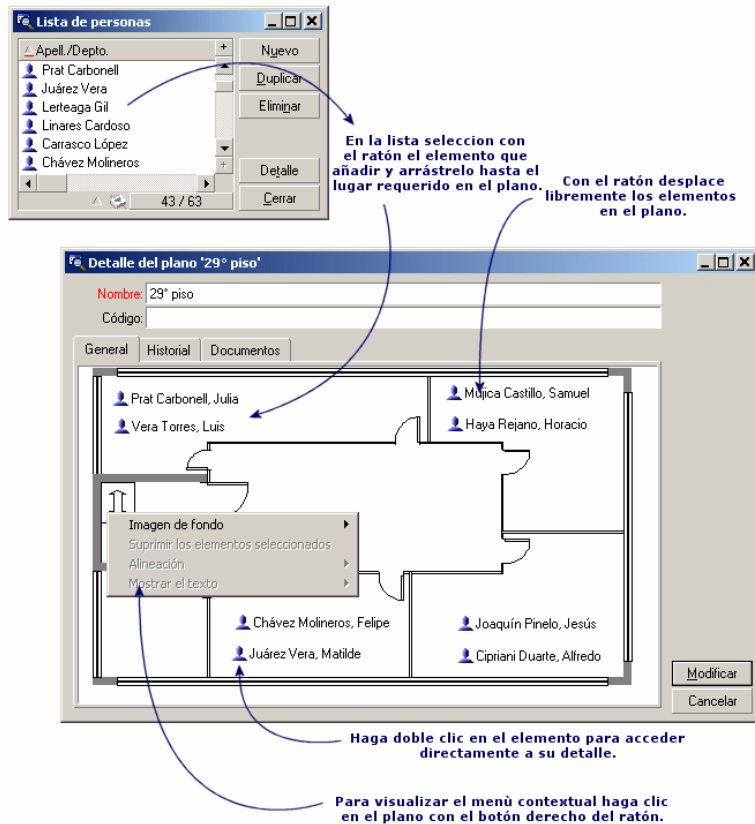 Lista de personas
Apell./Depto.
Prat Carbonell
Juárez Vera
Lerteaga Gil
Linares Cardoso
Carrasco López
Chávez Molineros
43 / 63
Nuevo
Duplicar
Eliminar
Detalle
Cerrar
En la lista seleccion con
el ratón el elemento que
añadir y arrástrelo hasta el
lugar requerido en el plano.
Con el ratón desplace
libremente los elementos
en el plano.
Detalle del plano '29° piso'
Nombre: 29° piso
Código:
General Historial Documentos
Prat Carbonell, Julia
Vera Torres, Luis
Mujica Castillo, Samuel
Haya Rejano, Horacio
Imagen de fondo
Suprimir los elementos seleccionados
Alineación
Mostrar el texto
Chávez Molineros, Felipe
Juárez Vera, Matilde
Joaquín Pinelo, Jesús
Cipriani Duarte, Alfredo
Modificar
Cancelar
Haga doble clic en el elemento para acceder
directamente a su detalle.
Para visualizar el menù contextual haga clic
en el plano con el botón derecho del ratón.